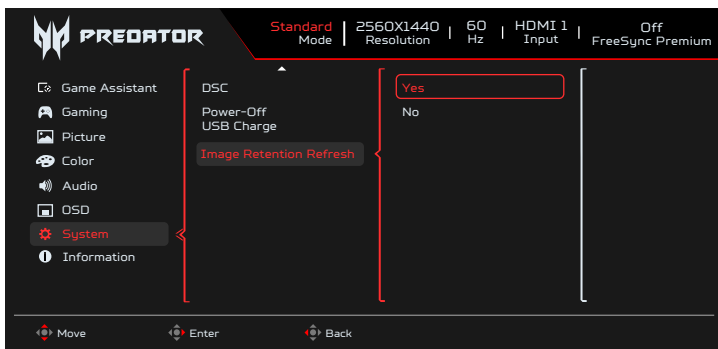 PREDATOR
Standard
Mode
2560X1440
Resolution
60
Hz
HDMI 1
Input
Off
FreeSync Premium
Game Assistant
Gaming
Picture
Color
Audio
OSD
System
Information
DSC
Power-Off
USB Charge
Image Retention Refresh
Yes
No
Move
Enter
Back